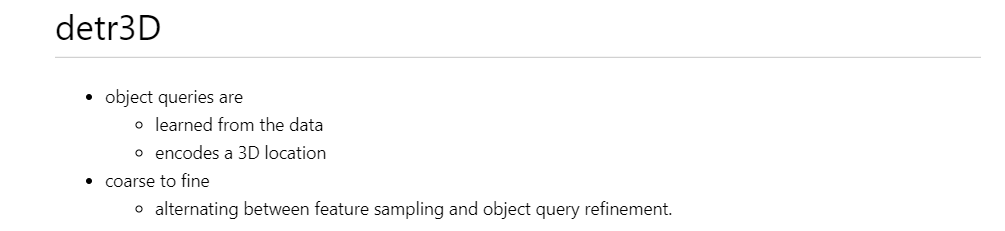 detr3D
• object queries are
◦ learned from the data
◦ encodes a 3D location
• coarse to fine
◦ alternating between feature sampling and object query refinement.